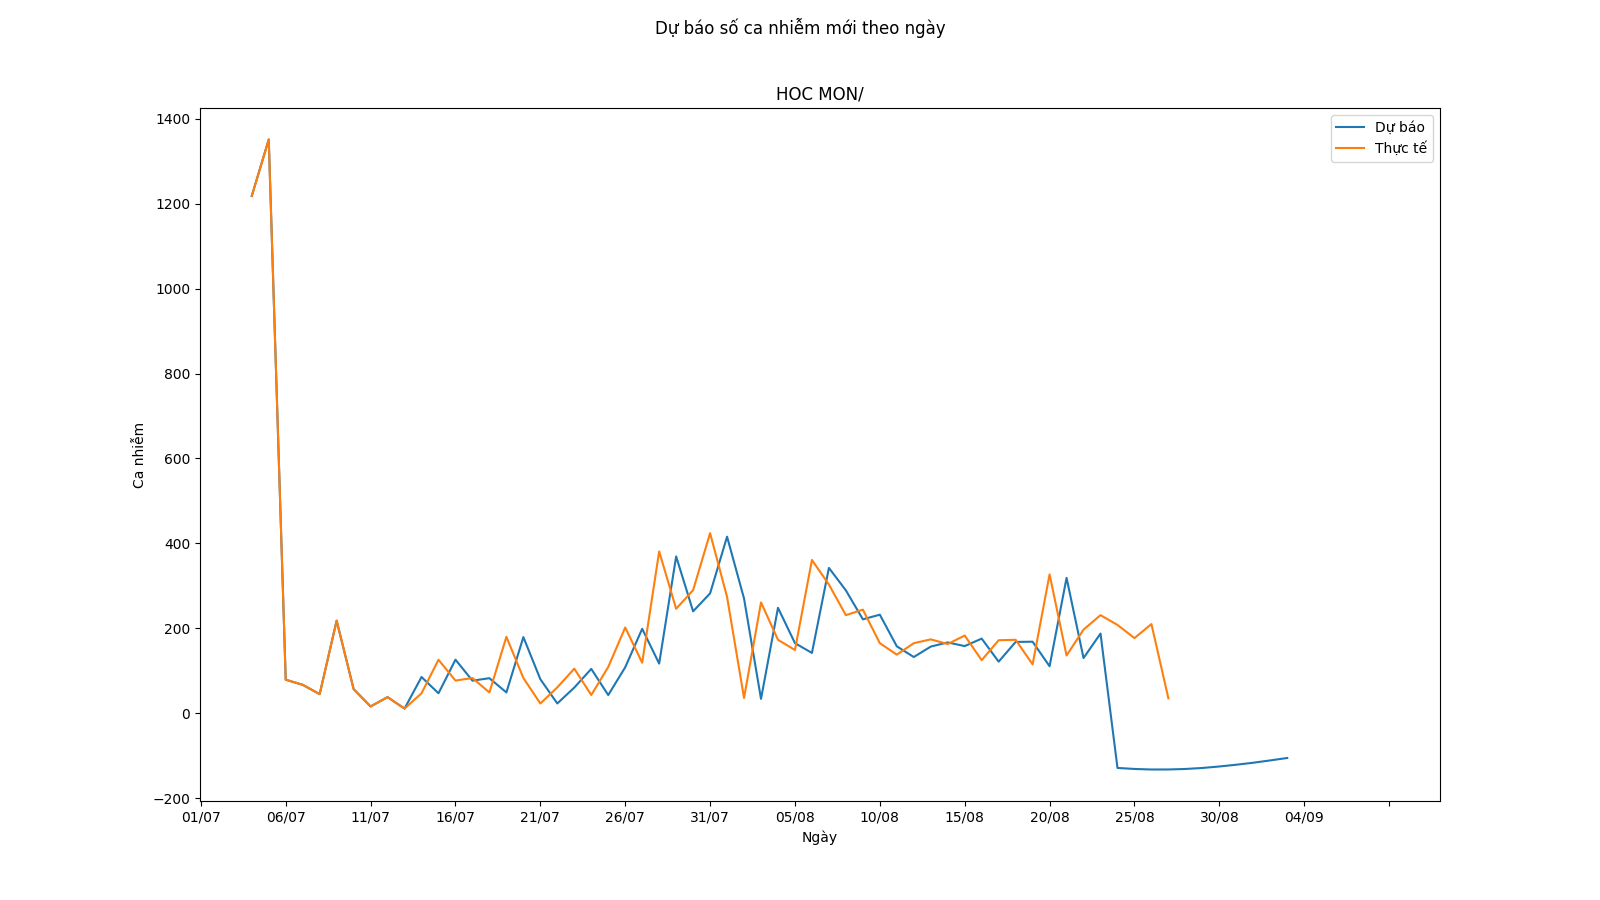 Dự báo số ca nhiễm mới theo ngày
HOC MON/
Dự báo
Thực tế
Ca nhiễm
1400
1200
1000
800
600
400
200
0
−200
01/07 06/07 11/07 16/07 21/07 26/07 31/07 05/08 10/08 15/08 20/08 25/08 30/08 04/09
Ngày